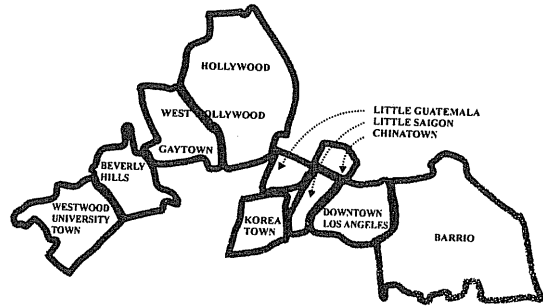 HOLLYWOOD
WEST HOLLYWOOD
GAYTOWN
LITTLE GUATEMALA
LITTLE SAIGON
CHINATOWN
BEVERLY
HILLS
WESTWOOD
UNIVERSITY
TOWN
KOREA
TOWN
DOWNTOWN
LOS ANGELES
BARRIO